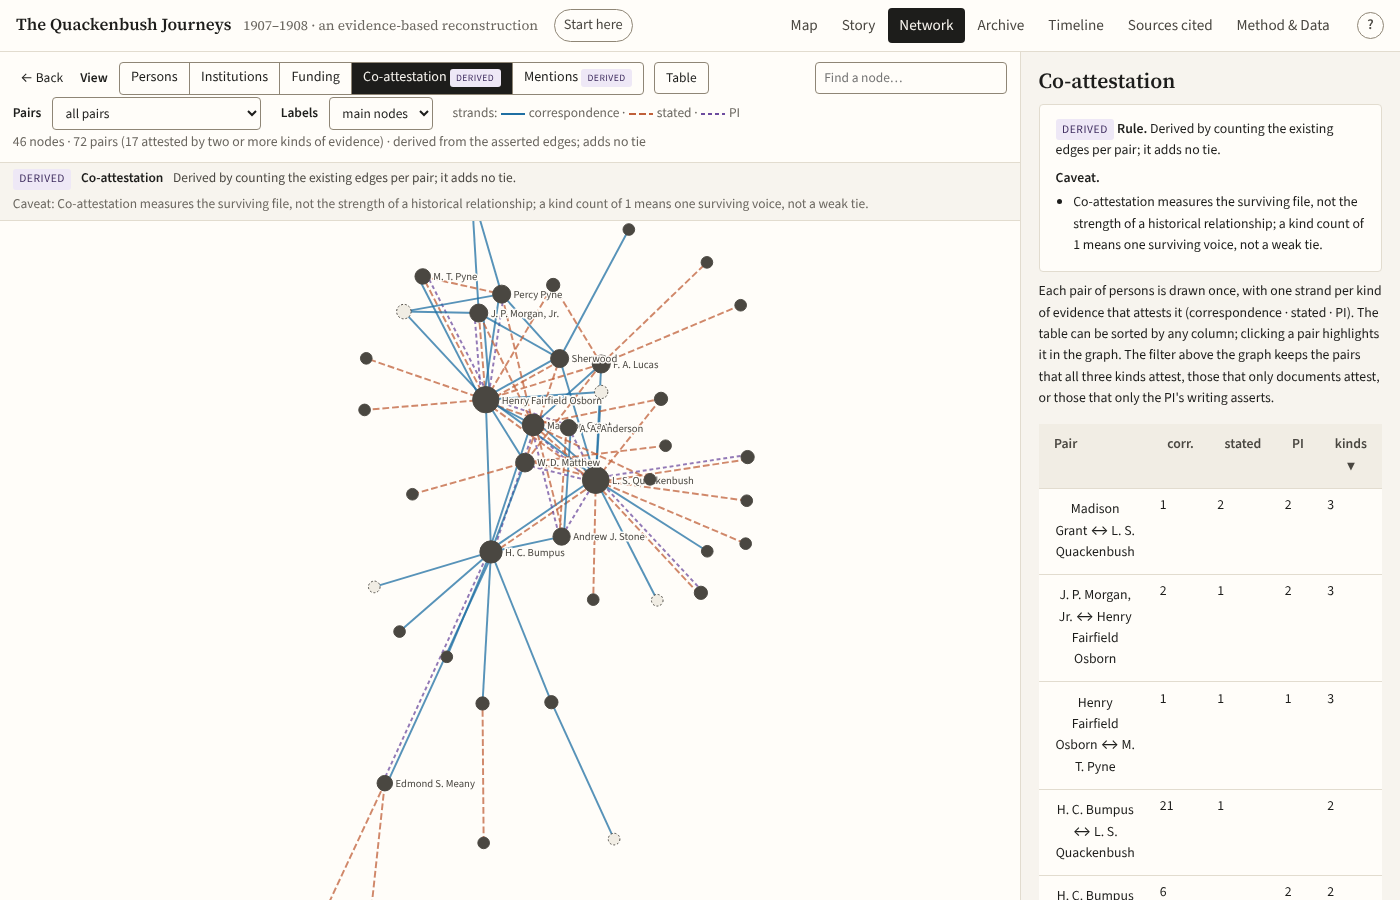 The Quackenbush Journeys 1907–1908 · an evidence-based reconstruction Start here Map Story Network Archive Timeline Sources cited Method & Data ?
← Back View Persons Institutions Funding Co-attestation DERIVED Mentions DERIVED Table Find a node…
Pairs all pairs Labels main nodes strands: correspondence · stated · PI
46 nodes · 72 pairs (17 attested by two or more kinds of evidence) · derived from the asserted edges; adds no tie
DERIVED Co-attestation Derived by counting the existing edges per pair; it adds no tie.
Caveat: Co-attestation measures the surviving file, not the strength of a historical relationship; a kind count of 1 means one surviving voice, not a weak tie.
M. T. Pyne
Percy Pyne
J. P. Morgan, Jr.
Sherwood
F. A. Lucas
Henry Fairfield Osborn
A. A. Anderson
W. D. Matthew
L. S. Quackenbush
Andrew J. Stone
H. C. Bumpus
Edmond S. Meany
Co-attestation
DERIVED Rule. Derived by counting the existing
edges per pair; it adds no tie.
Caveat.
• Co-attestation measures the surviving file, not the
strength of a historical relationship; a kind count of
1 means one surviving voice, not a weak tie.
Each pair of persons is drawn once, with one strand per kind
of evidence that attests it (correspondence · stated · PI). The
table can be sorted by any column; clicking a pair highlights
it in the graph. The filter above the graph keeps the pairs
that all three kinds attest, those that only documents attest,
or those that only the PI's writing asserts.
Pair corr. stated PI kinds
▼
Madison 1 2 2 3
Grant ↔ L. S.
Quackenbush
J. P. Morgan, 2 1 2 3
Jr. ↔ Henry
Fairfield
Osborn
Henry 1 1 1 3
Fairfield
Osborn ↔ M.
T. Pyne
H. C. Bumpus 21 1 2
↔ L. S.
Quackenbush
H. C. Bumpus 6 2 2